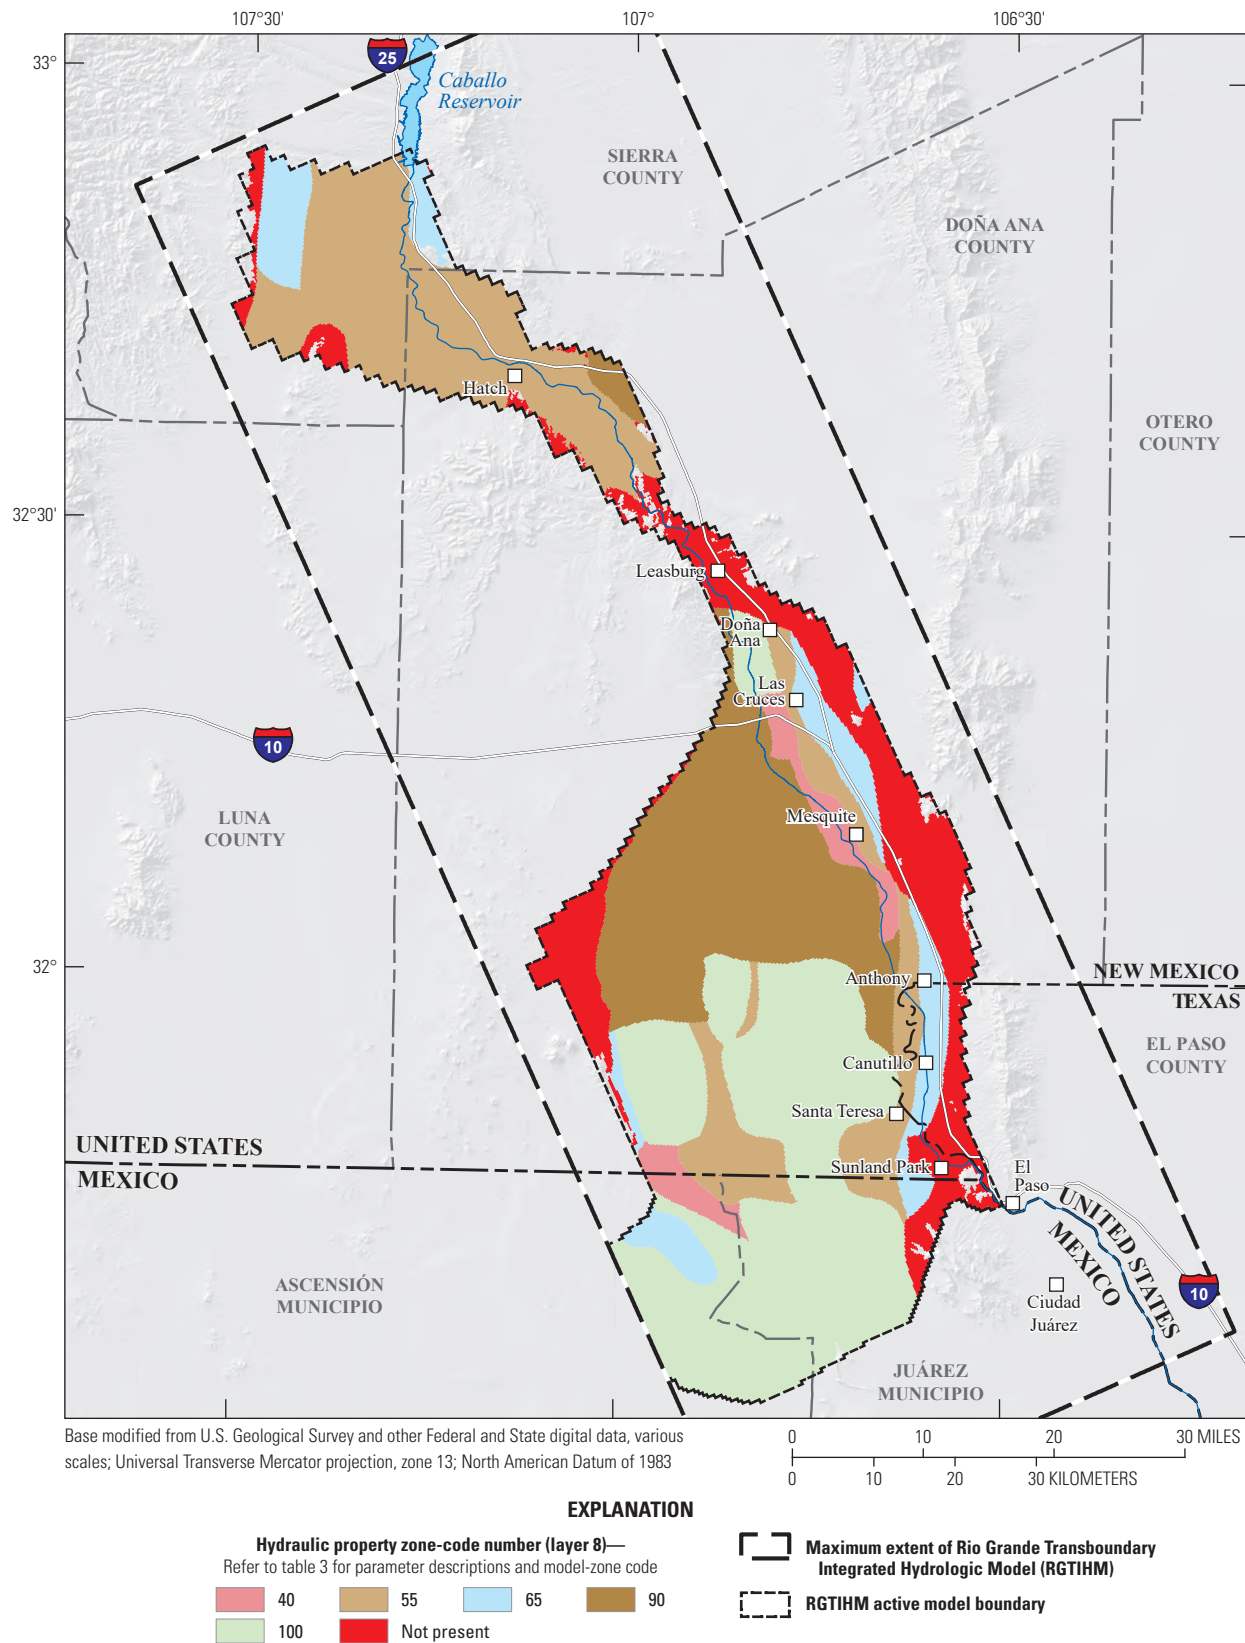 107°30'
107°
106°30'
33°
25
Caballo
Reservoir
SIERRA
COUNTY
DOÑA ANA
COUNTY
Hatch
OTERO
COUNTY
32°30'
Leasburg
Doña
Ana
Las
Cruces
10
LUNA
COUNTY
Mesquite
32°
Anthony
NEW MEXICO
TEXAS
EL PASO
COUNTY
Canutillo
Santa Teresa
UNITED STATES
MEXICO
Sunland Park
El
Paso
UNITED STATES
MEXICO
ASCENSIÓN
MUNICIPIO
Ciudad
Juárez
10
JUÁREZ
MUNICIPIO
Base modified from U.S. Geological Survey and other Federal and State digital data, various
scales; Universal Transverse Mercator projection, zone 13; North American Datum of 1983
0 10 20 30 MILES
0 10 20 30 KILOMETERS
EXPLANATION
Hydraulic property zone-code number (layer 8)—
Refer to table 3 for parameter descriptions and model-zone code
40 55 65 90
100 Not present
Maximum extent of Rio Grande Transboundary
Integrated Hydrologic Model (RGTIHM)
RGTIHM active model boundary